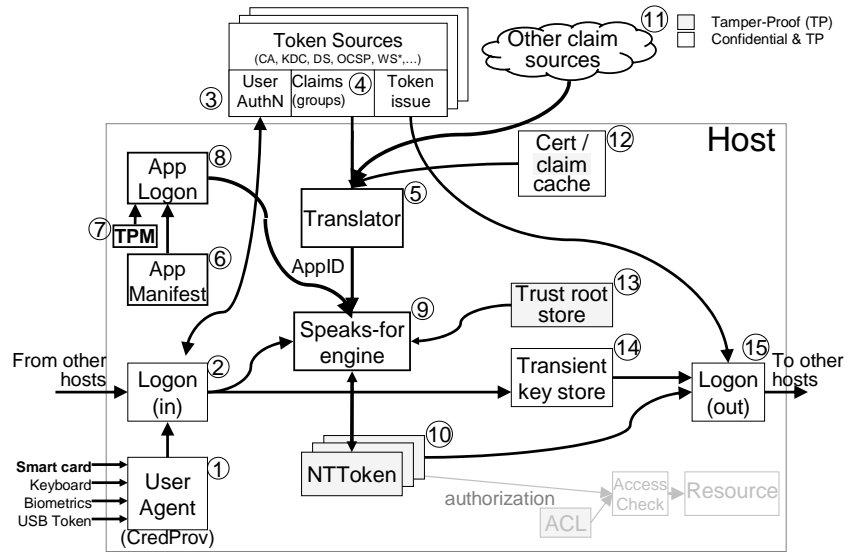 Token Sources
(CA, KDC, DS, OCSP, WS*,…)
③
User
AuthN
Claims
(groups)
④
Token
issue
⑪
Other claim
sources
Tamper-Proof (TP)
Confidential & TP
Host
⑧
App
Logon
⑦
TPM
⑥
App
Manifest
AppID
⑤
Translator
⑫
Cert /
claim
cache
⑨
Speaks-for
engine
⑬
Trust root
store
From other
hosts
②
Logon
(in)
⑭
Transient
key store
⑮
Logon
(out)
To other
hosts
⑩
NTToken
authorization
ACL
Access
Check
Resource
Smart card
Keyboard
Biometrics
USB Token
①
User
Agent
(CredProv)